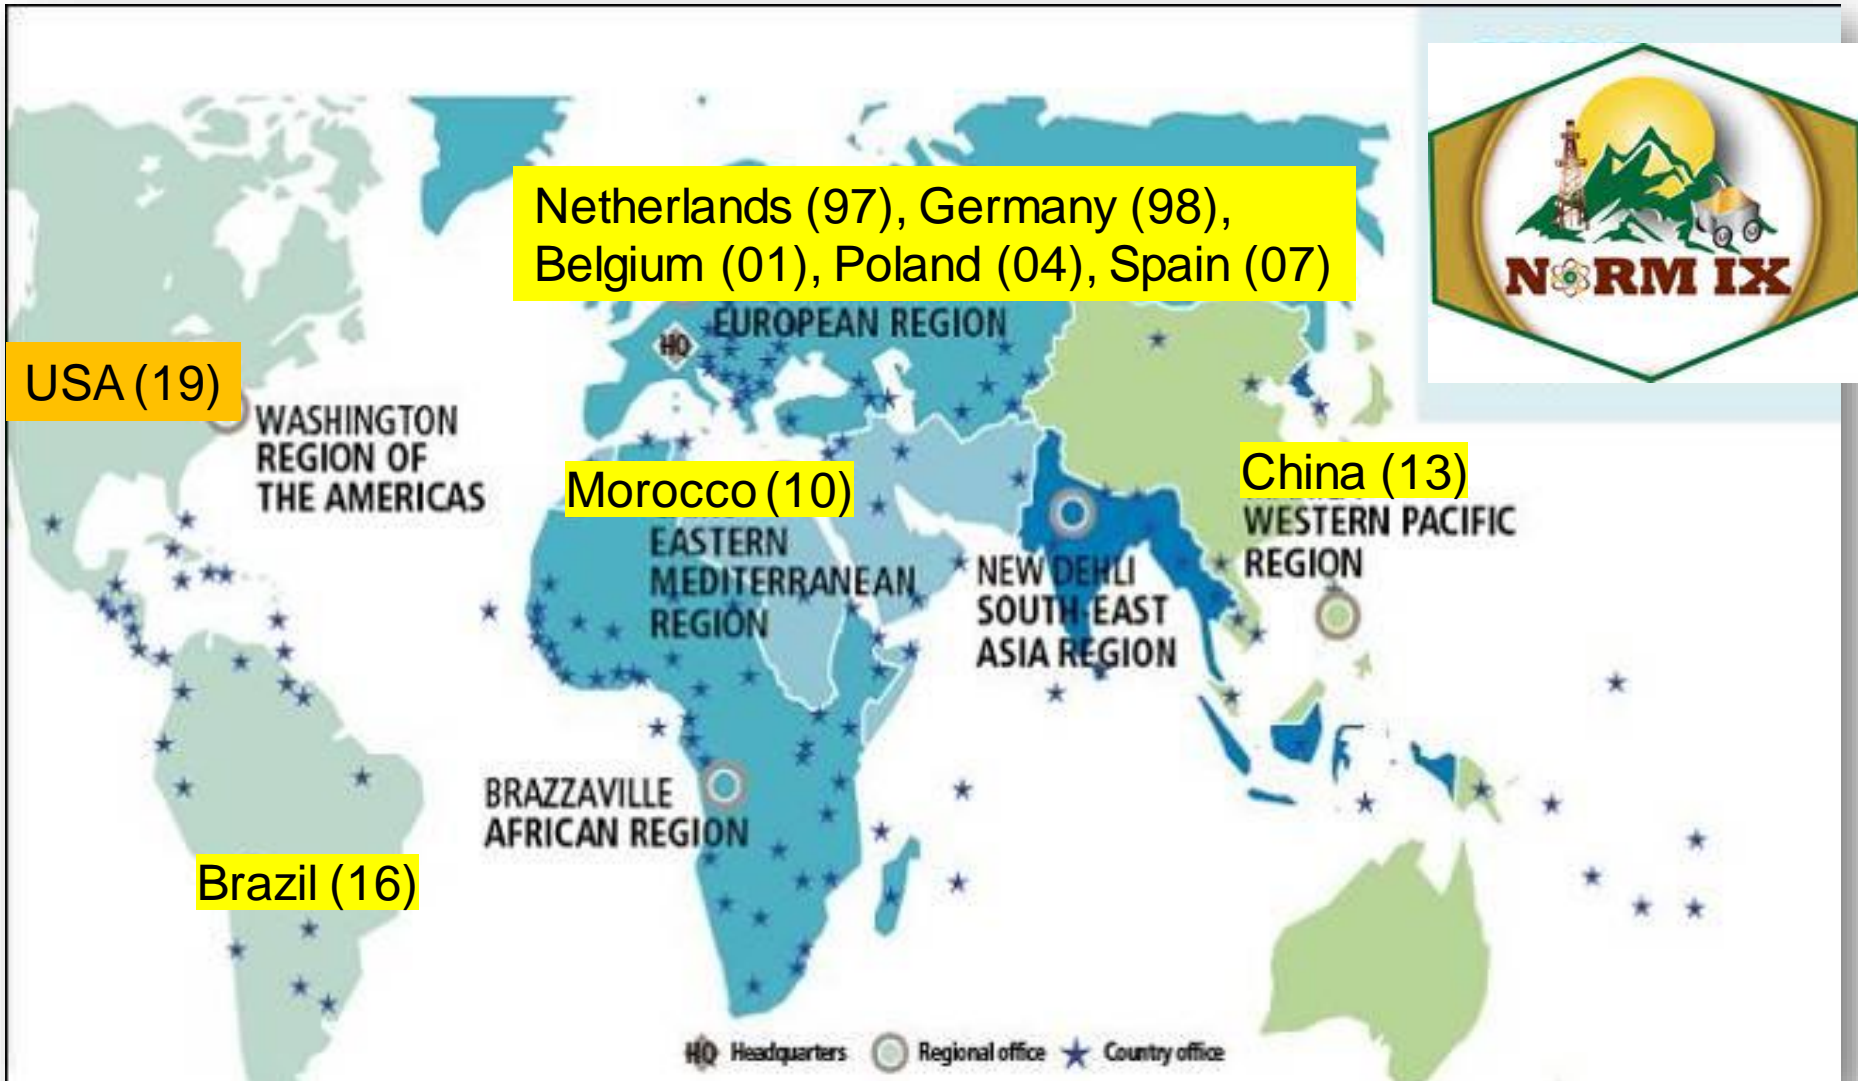 Netherlands (97), Germany (98),
Belgium (01), Poland (04), Spain (07)
NORM IX
HQ
EUROPEAN REGION
USA (19)
WASHINGTON
REGION OF
THE AMERICAS
Morocco (10)
EASTERN
MEDITERRANEAN
REGION
China (13)
WESTERN PACIFIC
REGION
NEW DEHLI
SOUTH-EAST
ASIA REGION
BRAZZAVILLE
AFRICAN REGION
Brazil (16)
HQ Headquarters Regional office Country office